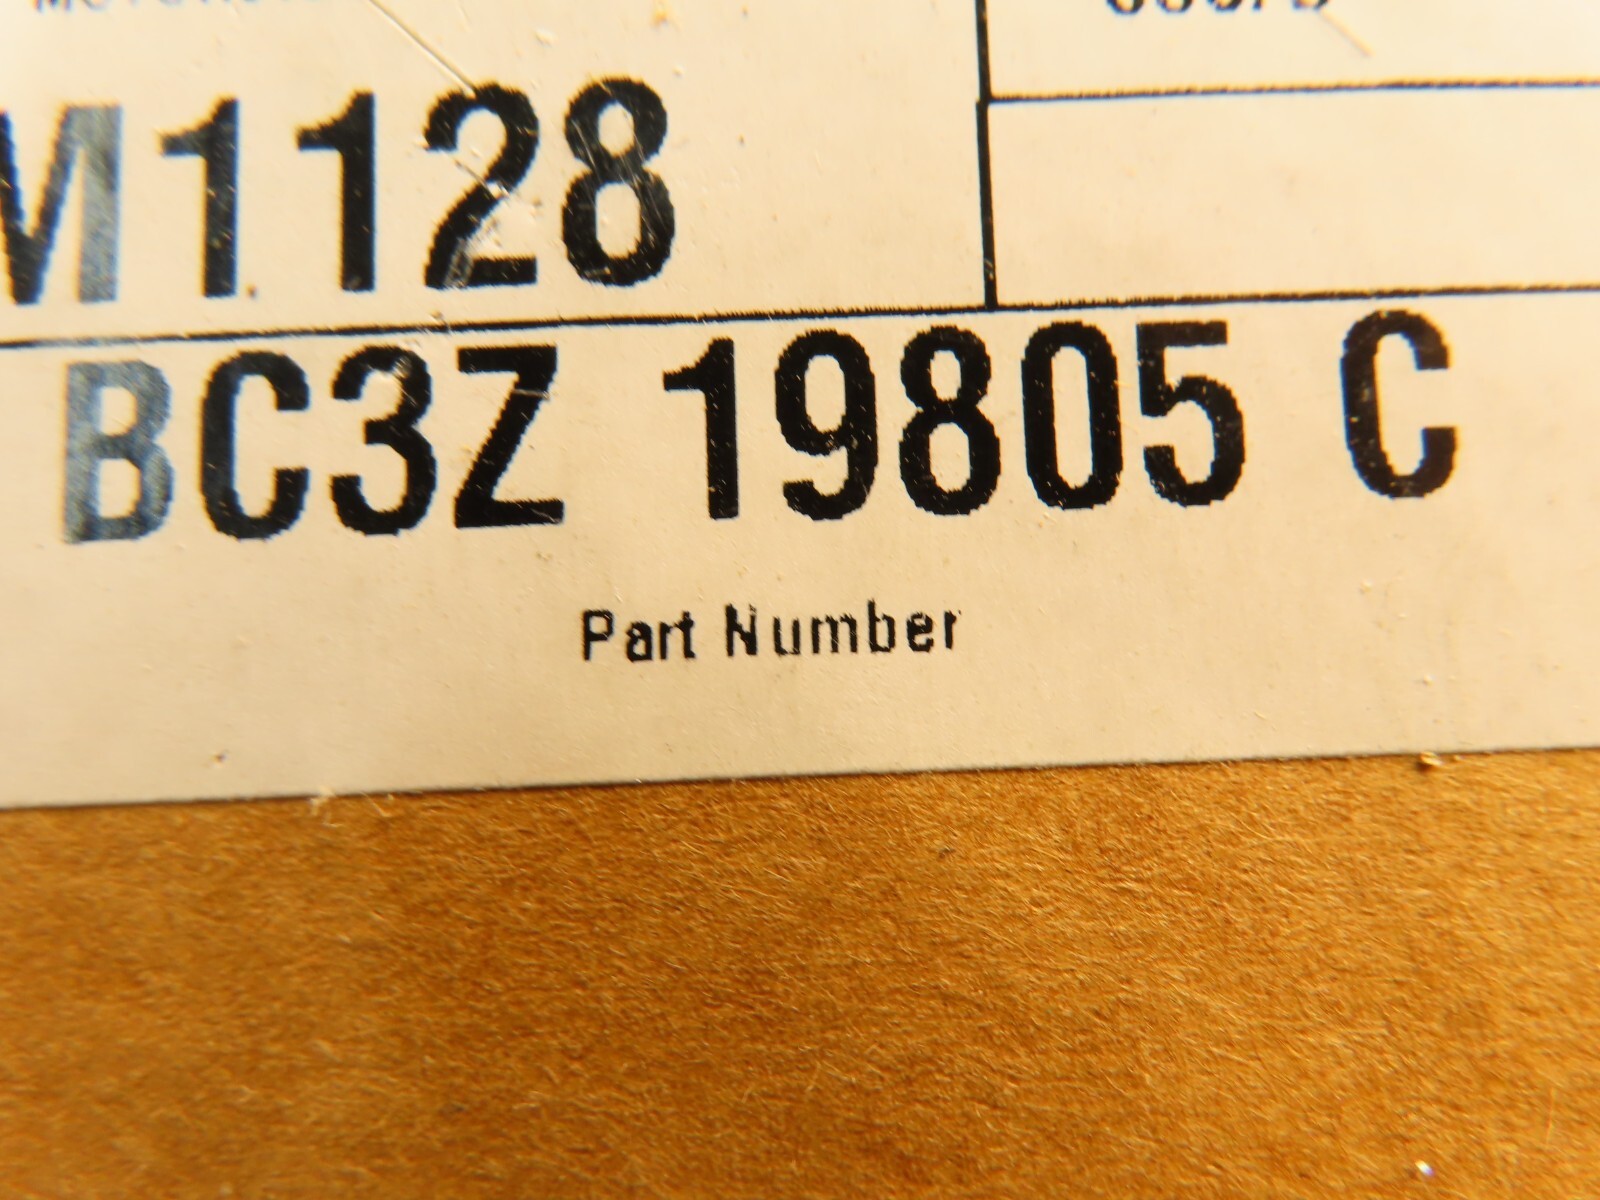 M1128
BC3Z 19805 C
Part Number